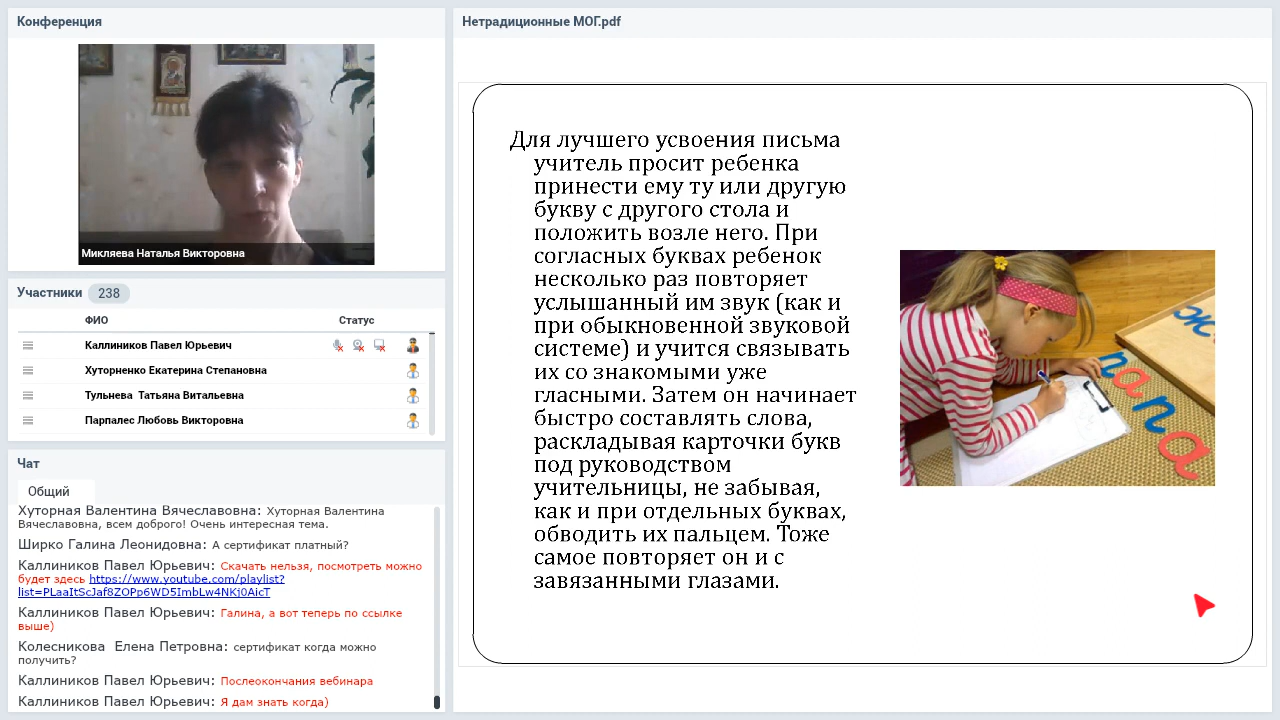 Конференция
Микляева Наталья Викторовна
Участники 238
ФИО Статус
Каллиников Павел Юрьевич
Хуторненко Екатерина Степановна
Тульнева Татьяна Витальевна
Парпалес Любовь Викторовна
Чат
Общий
Хуторная Валентина Вячеславовна: Хуторная Валентина
Вячеславовна, всем доброго! Очень интересная тема.
Ширко Галина Леонидовна: А сертификат платный?
Каллиников Павел Юрьевич: Скачать нельзя, посмотреть можно
будет здесь https://www.youtube.com/playlist?
list=PLaaItScJaf8ZOPp6WD5ImbLw4NKj0AicT
Каллиников Павел Юрьевич: Галина, а вот теперь по ссылке
выше)
Колесникова Елена Петровна: сертификат когда можно
получить?
Каллиников Павел Юрьевич: Послеокончания вебинара
Каллиников Павел Юрьевич: Я дам знать когда)
Нетрадиционные МОГ.pdf
Для лучшего усвоения письма
учитель просит ребенка
принести ему ту или другую
букву с другого стола и
положить возле него. При
согласных буквах ребенок
несколько раз повторяет
услышанный им звук (как и
при обыкновенной звуковой
системе) и учится связывать
их со знакомыми уже
гласными. Затем он начинает
быстро составлять слова,
раскладывая карточки букв
под руководством
учительницы, не забывая,
как и при отдельных буквах,
обводить их пальцем. Тоже
самое повторяет он и с
завязанными глазами.
ж
папа